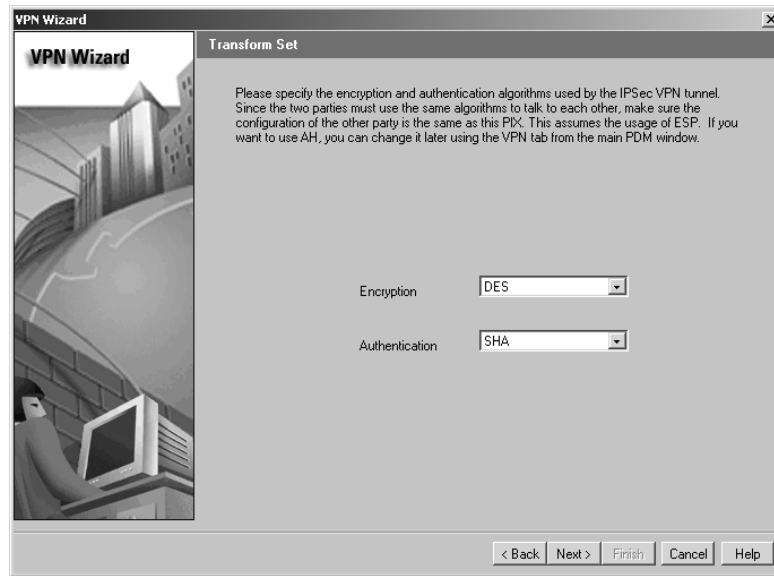 VPN Wizard
VPN Wizard
Transform Set
Please specify the encryption and authentication algorithms used by the IPSec VPN tunnel.
Since the two parties must use the same algorithms to talk to each other, make sure the
configuration of the other party is the same as this PIX. This assumes the usage of ESP. If you
want to use AH, you can change it later using the VPN tab from the main PDM window.
Encryption DES
Authentication SHA
< Back Next > Finish Cancel Help